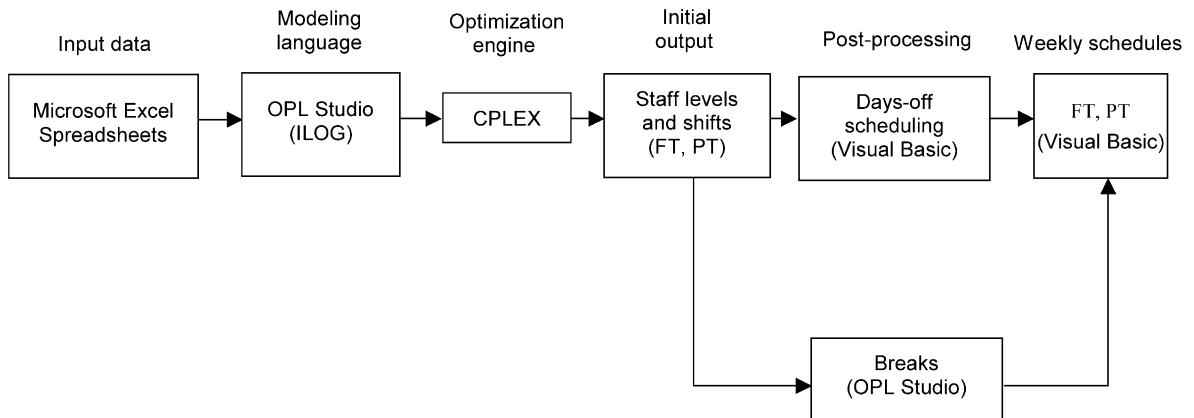 Input data
Modeling
language
Optimization
engine
Initial
output
Post-processing
Weekly schedules
Microsoft Excel
Spreadsheets
OPL Studio
(ILOG)
CPLEX
Staff levels
and shifts
(FT, PT)
Days-off
scheduling
(Visual Basic)
FT, PT
(Visual Basic)
Breaks
(OPL Studio)